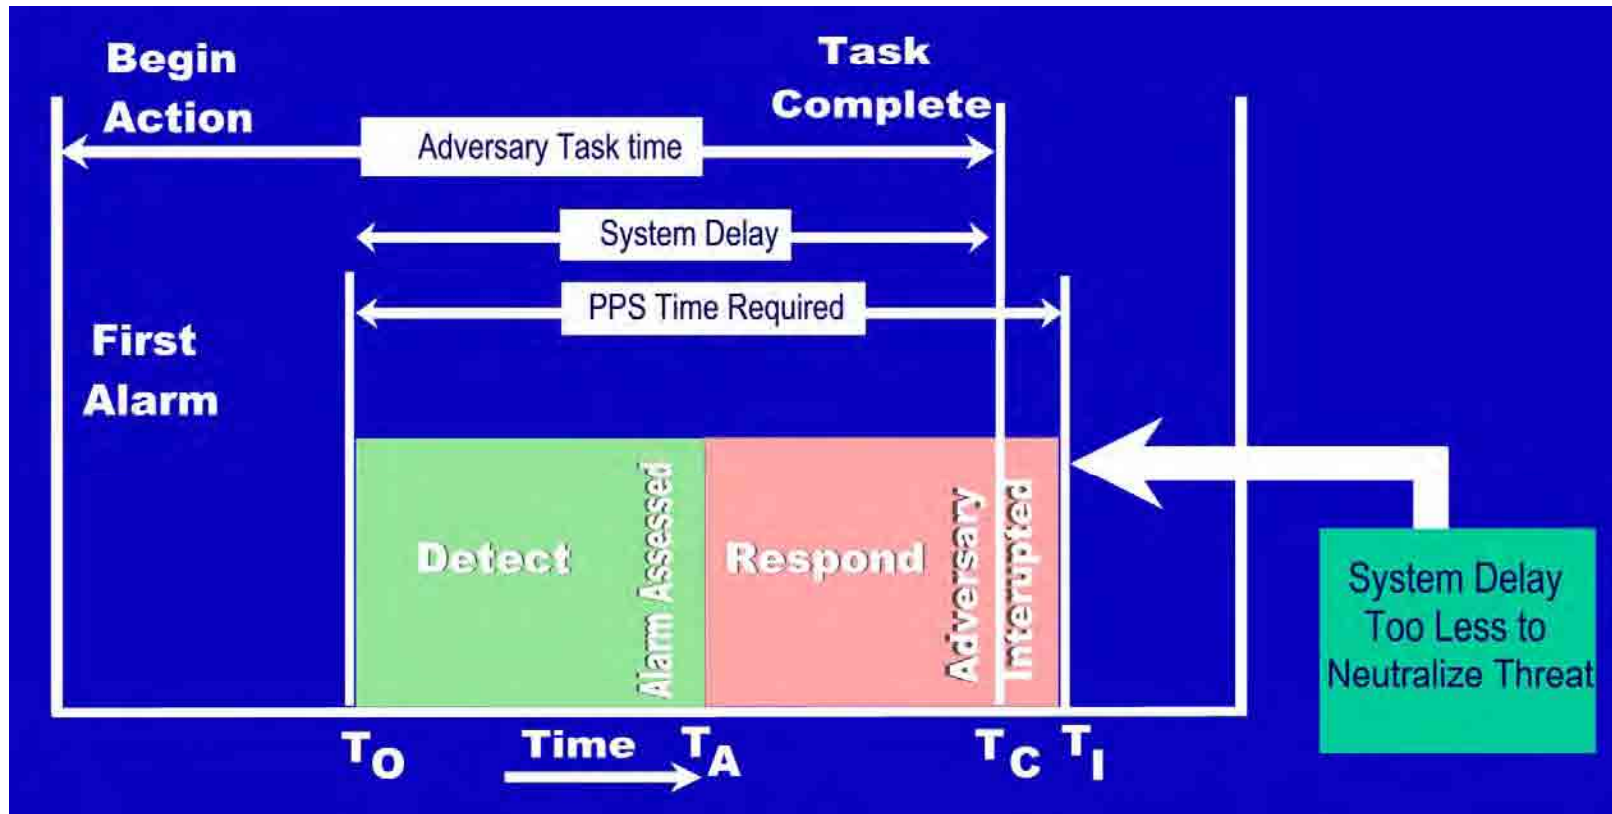 Begin
Action
Task
Complete
Adversary Task time
System Delay
PPS Time Required
First
Alarm
Detect
Alarm Assessed
Respond
Adversary
Interrupted
System Delay
Too Less to
Neutralize Threat
TO
Time
TA
TC
TI